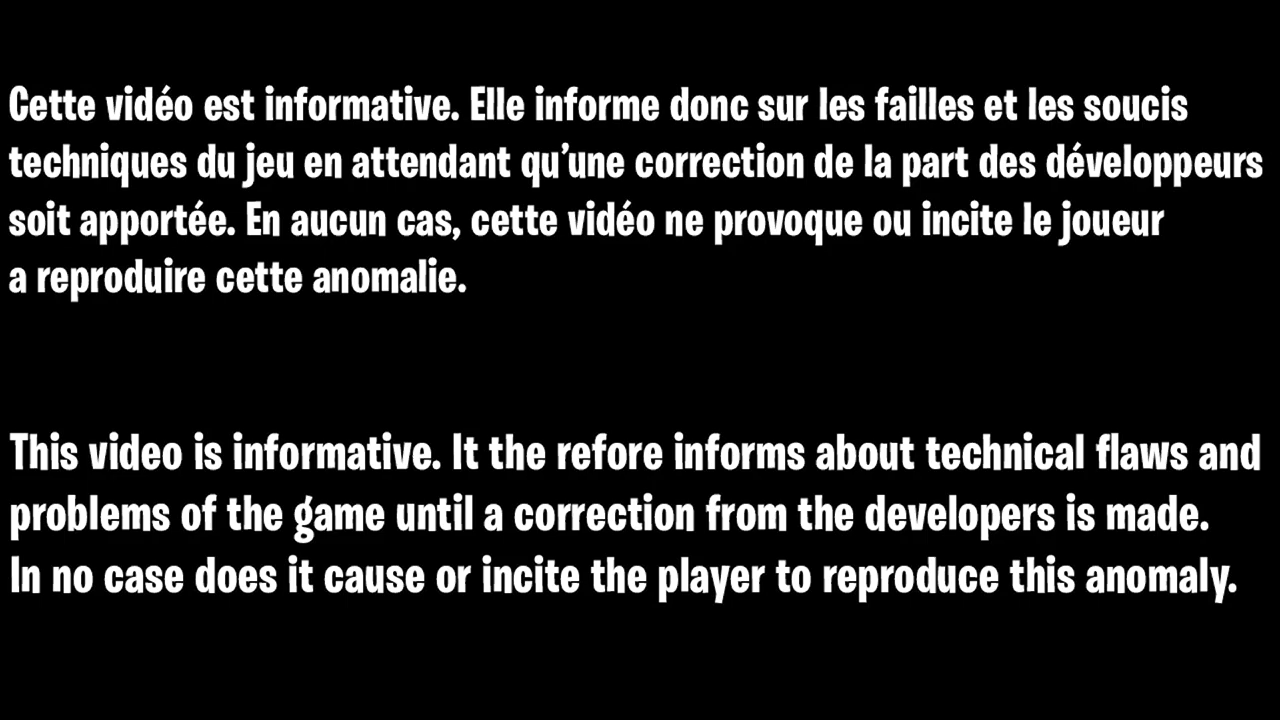 Cette vidéo est informative. Elle informe donc sur les failles et les soucis
techniques du jeu en attendant qu’une correction de la part des développeurs
soit apportée. En aucun cas, cette vidéo ne provoque ou incite le joueur
a reproduire cette anomalie.
This video is informative. It the refore informs about technical flaws and
problems of the game until a correction from the developers is made.
In no case does it cause or incite the player to reproduce this anomaly.